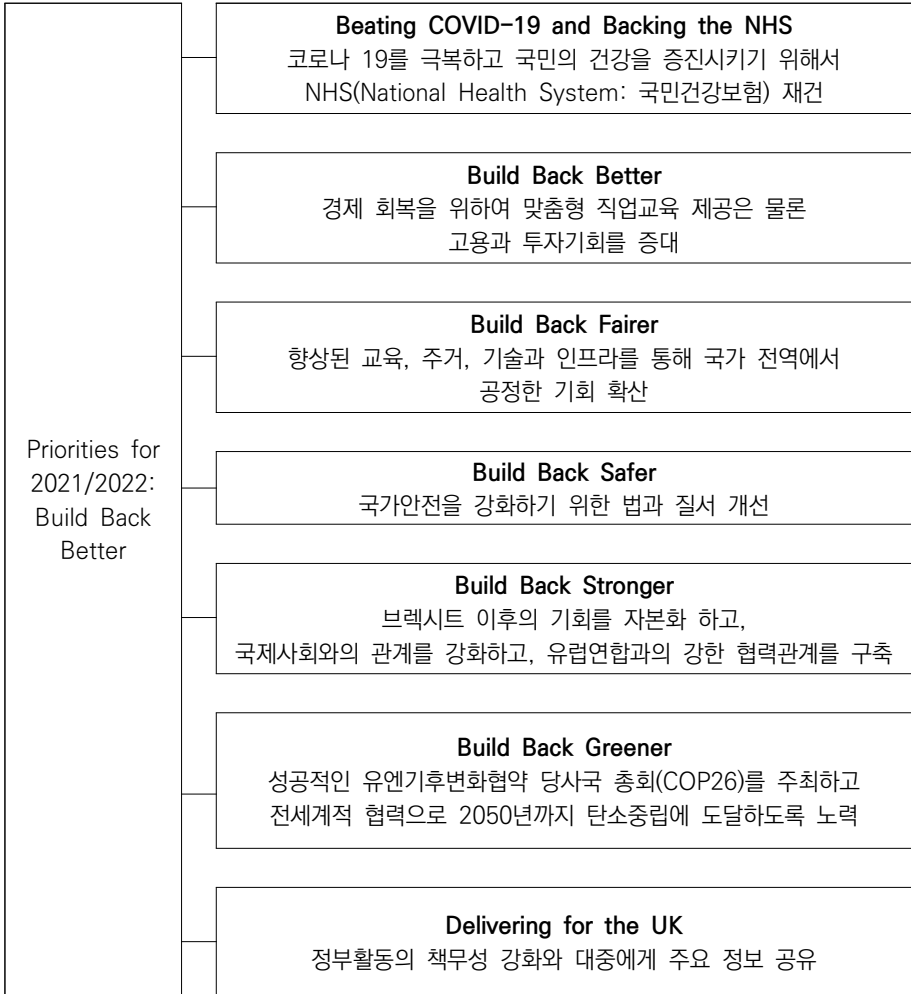 Priorities for
2021/2022:
Build Back
Better
Beating COVID-19 and Backing the NHS
코로나 19를 극복하고 국민의 건강을 증진시키기 위해서
NHS(National Health System: 국민건강보험) 재건
Build Back Better
경제 회복을 위하여 맞춤형 직업교육 제공은 물론
고용과 투자기회를 증대
Build Back Fairer
향상된 교육, 주거, 기술과 인프라를 통해 국가 전역에서
공정한 기회 확산
Build Back Safer
국가안전을 강화하기 위한 법과 질서 개선
Build Back Stronger
브렉시트 이후의 기회를 자본화 하고,
국제사회와의 관계를 강화하고, 유럽연합과의 강한 협력관계를 구축
Build Back Greener
성공적인 유엔기후변화협약 당사국 총회(COP26)를 주최하고
전세계적 협력으로 2050년까지 탄소중립에 도달하도록 노력
Delivering for the UK
정부활동의 책무성 강화와 대중에게 주요 정보 공유